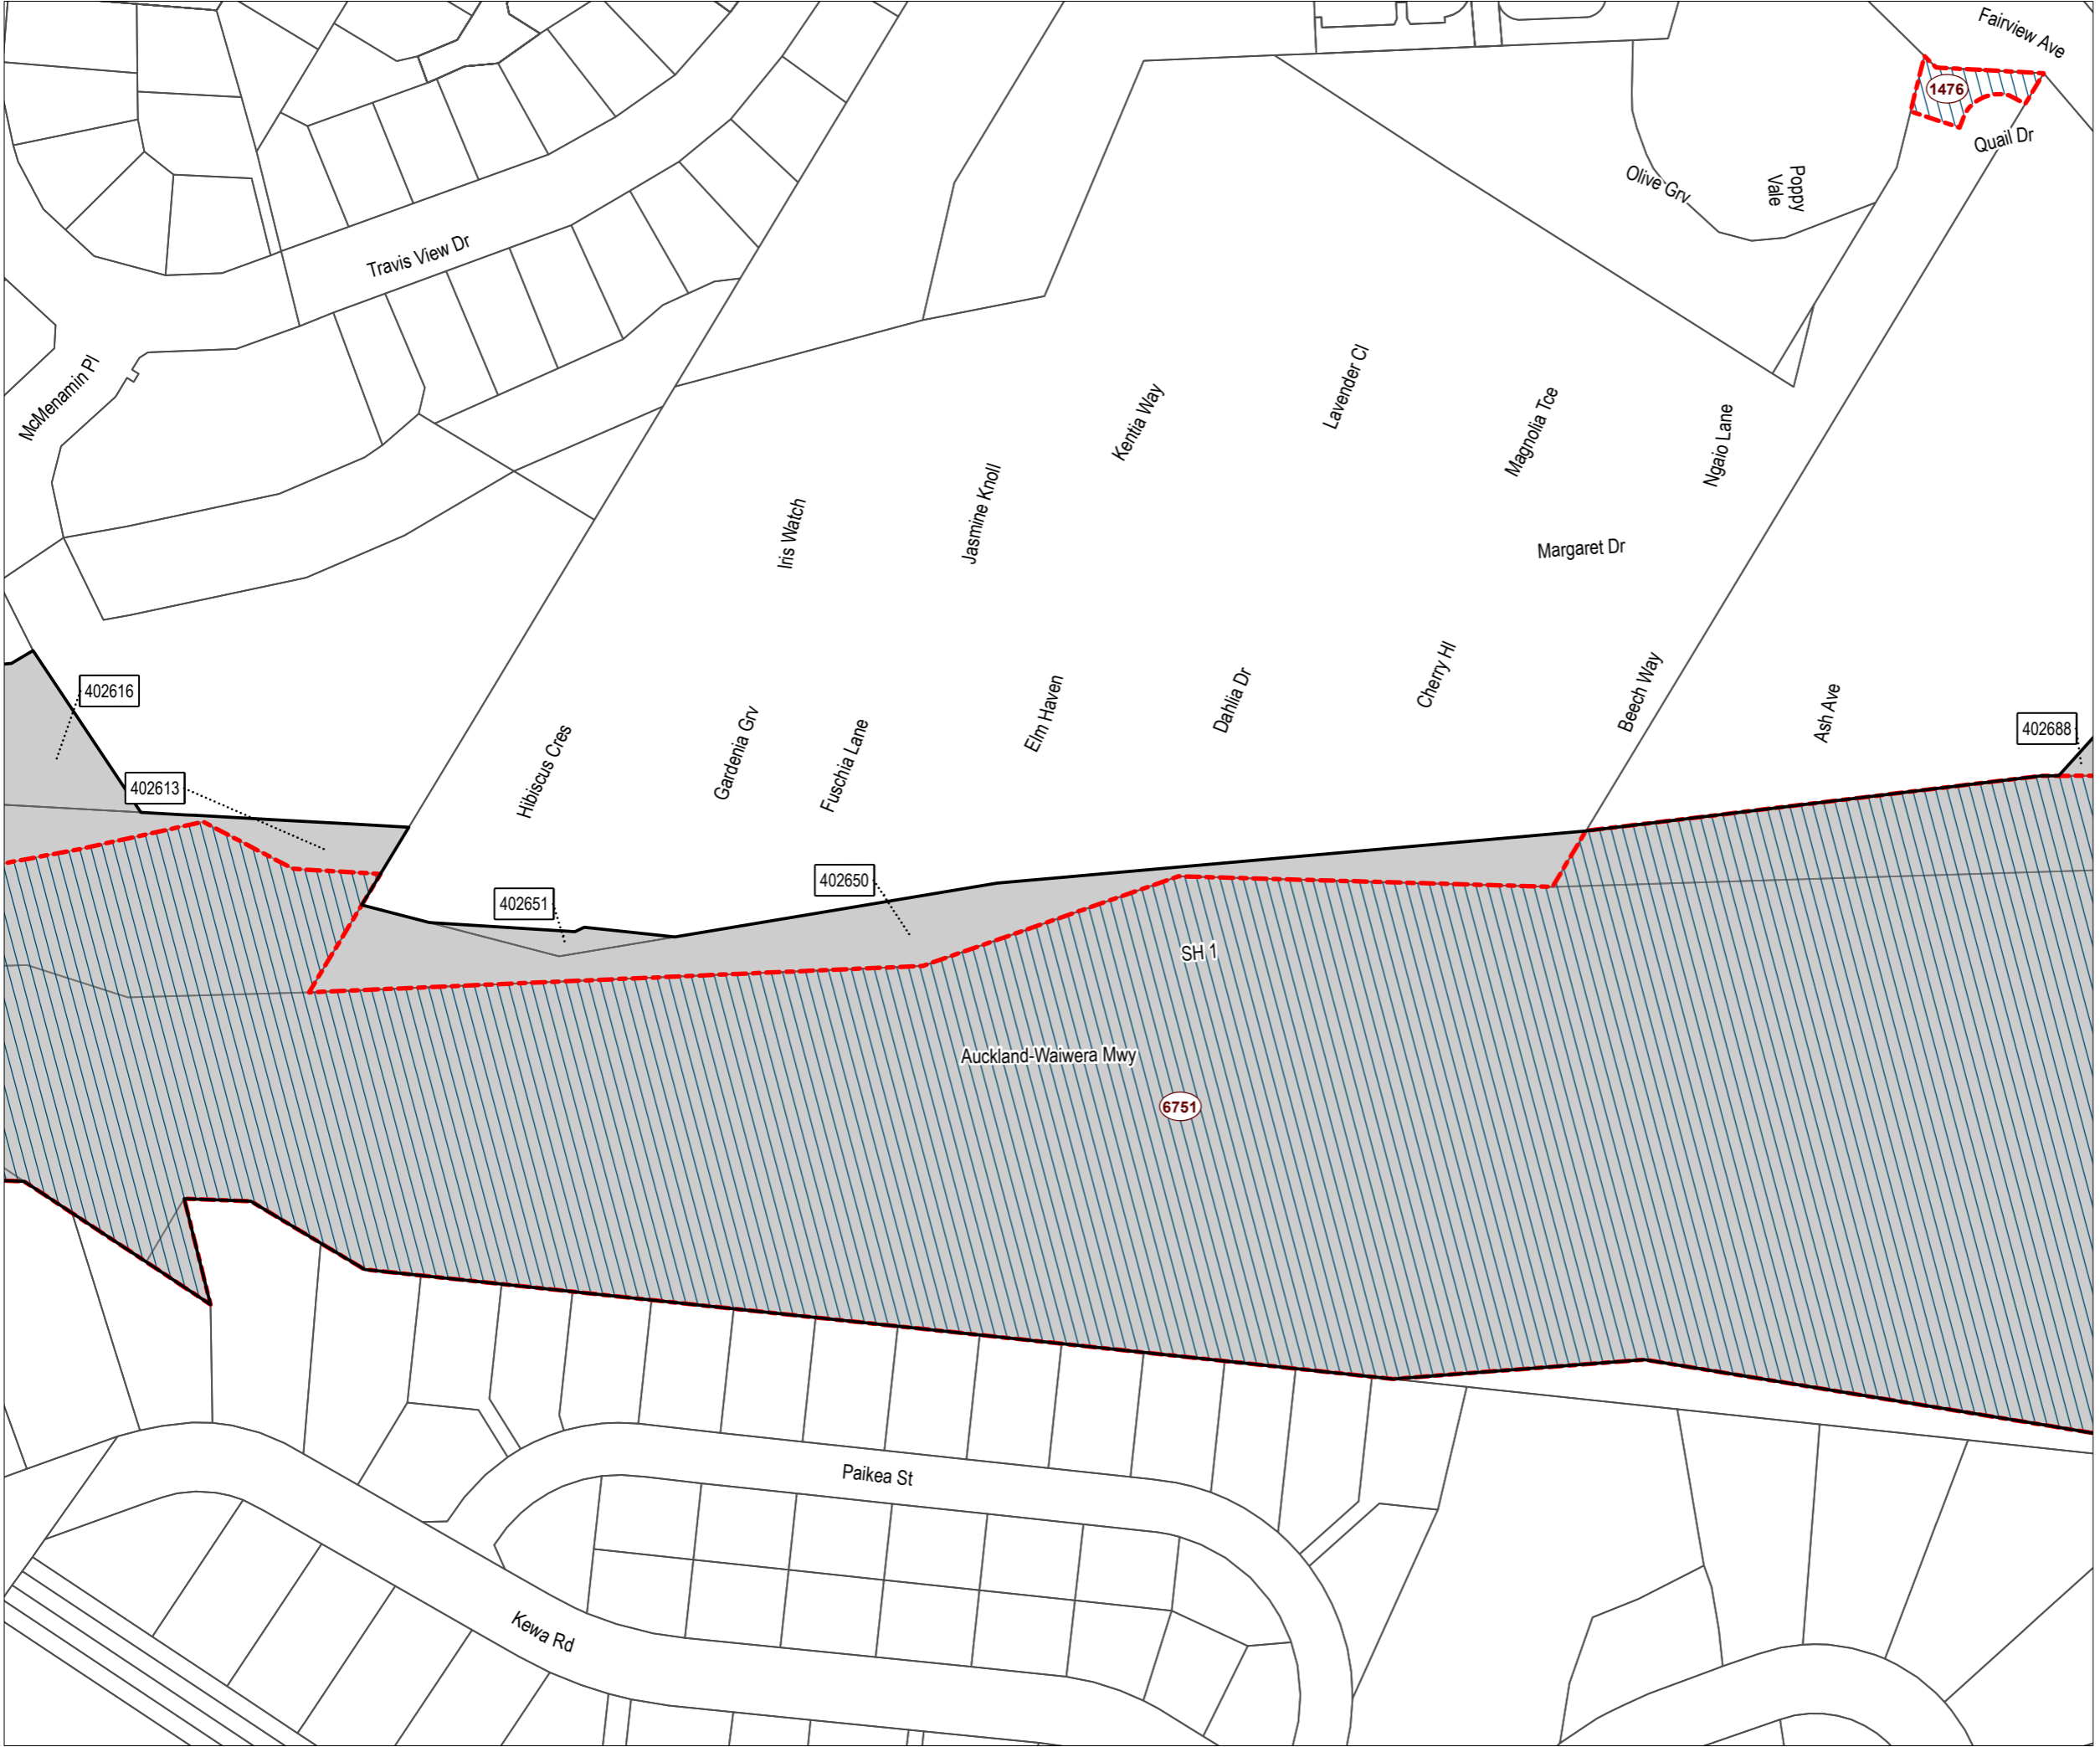 Fairview Ave
1476
Quail Dr
Olive Grv
Poppy
Vale
Travis View Dr
McMenamin Pl
Kentia Way
Lavender Cl
Magnolia Tce
Ngaio Lane
Iris Watch
Jasmine Knoll
Margaret Dr
402616
402613
Hibiscus Cres
Gardenia Grv
Fuschia Lane
Elm Haven
Dahlia Dr
Cherry Hl
Beech Way
Ash Ave
402688
402651
402650
SH 1
Auckland-Waiwera Mwy
6751
Paikea St
Kewa Rd